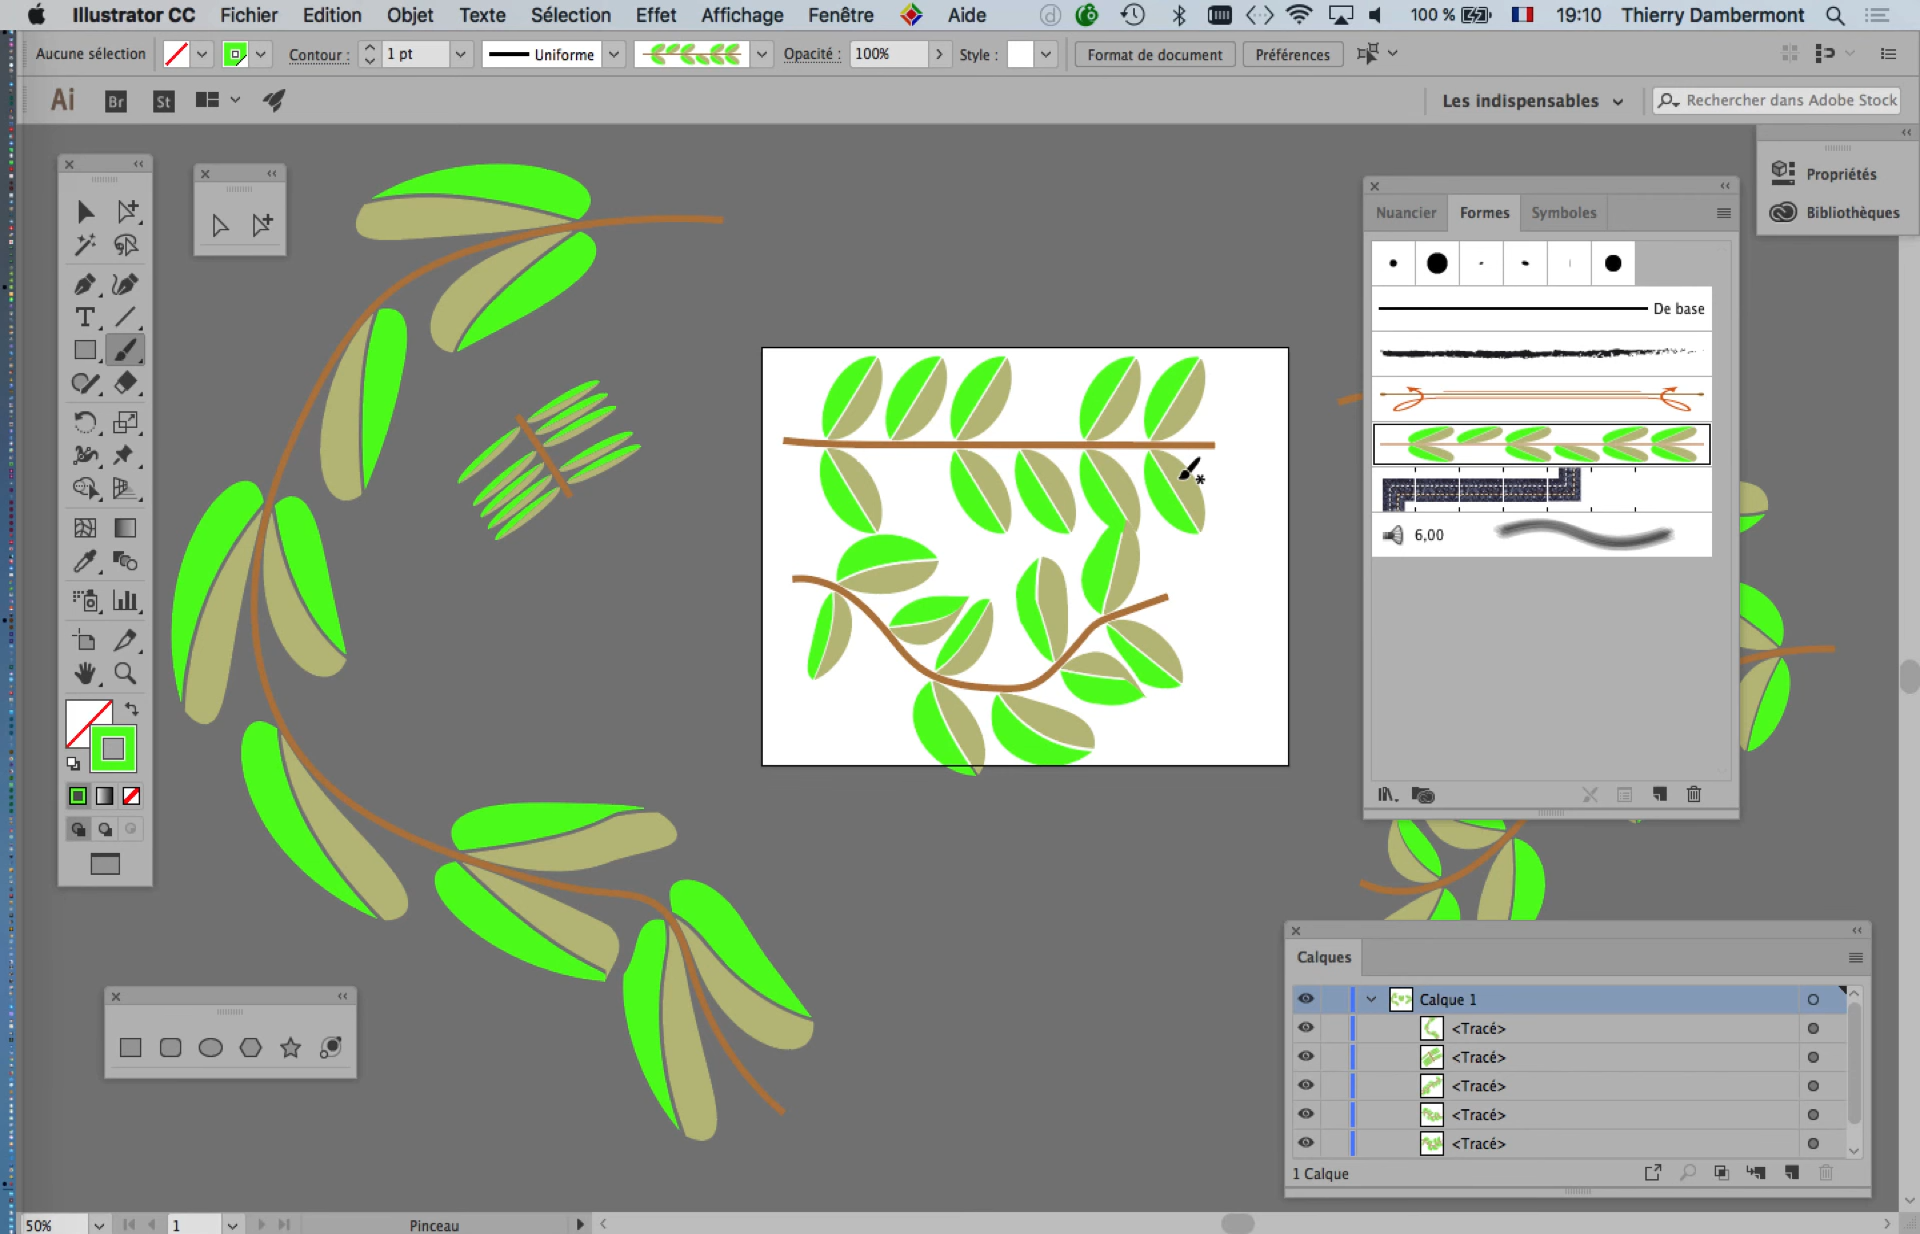 Illustrator CC Fichier Edition Objet Texte Sélection Effet Affichage Fenêtre Aide 100 % 19:10 Thierry Dambermont
Aucune sélection Contour : 1 pt Uniforme Opacité : 100% Style : Format de document Préférences
Ai Br St Les indispensables Rechercher dans Adobe Stock
Propriétés
Bibliothèques
Nuancier Formes Symboles
De base
6,00
Calques
Calque 1
<Tracé>
<Tracé>
<Tracé>
<Tracé>
<Tracé>
1 Calque
50% 1 Pinceau